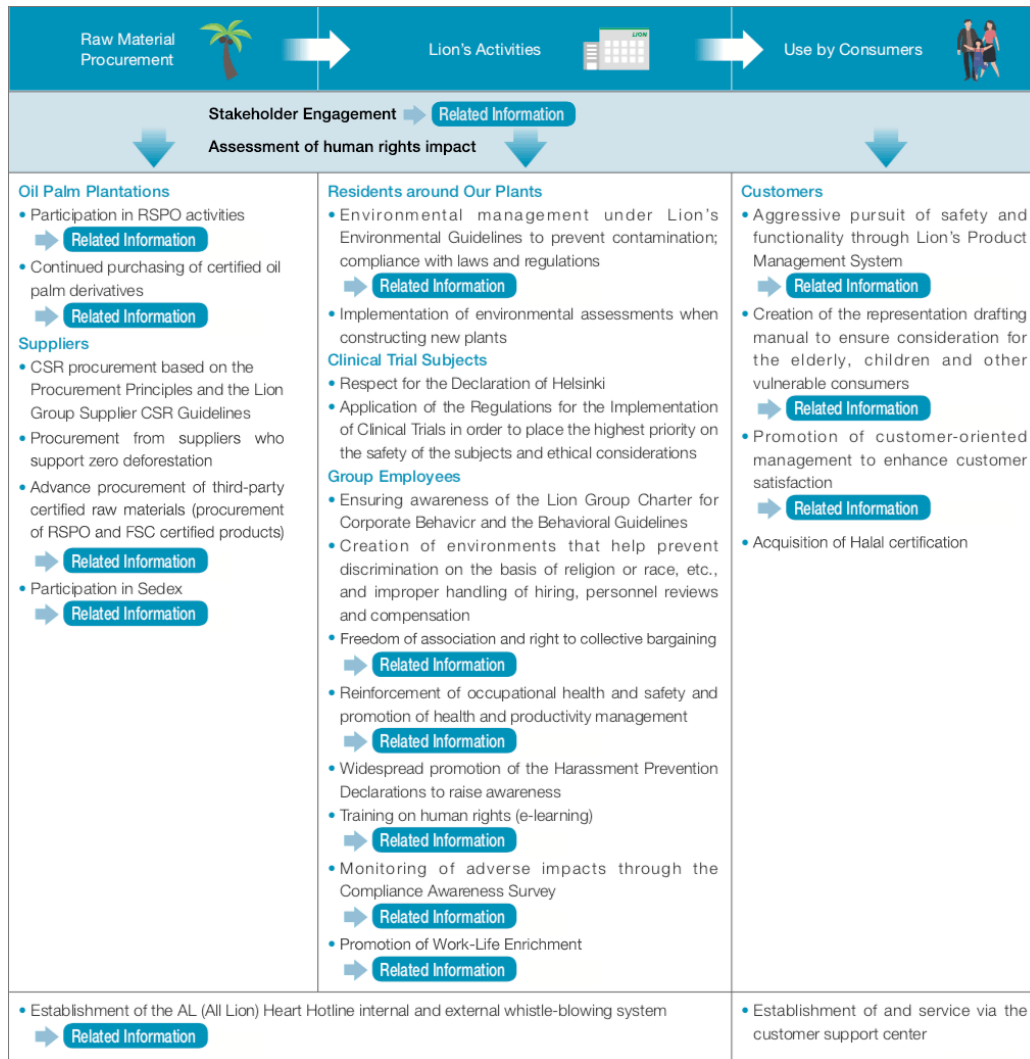 Raw Material
Procurement
Lion's Activities
LION
Use by Consumers
Stakeholder Engagement Related Information
Assessment of human rights impact
Oil Palm Plantations
• Participation in RSPO activities
Related Information
• Continued purchasing of certified oil
palm derivatives
Related Information
Suppliers
• CSR procurement based on the
Procurement Principles and the Lion
Group Supplier CSR Guidelines
• Procurement from suppliers who
support zero deforestation
• Advance procurement of third-party
certified raw materials (procurement
of RSPO and FSC certified products)
Related Information
• Participation in Sedex
Related Information
Residents around Our Plants
• Environmental management under Lion's
Environmental Guidelines to prevent contamination;
compliance with laws and regulations
Related Information
• Implementation of environmental assessments when
constructing new plants
Clinical Trial Subjects
• Respect for the Declaration of Helsinki
• Application of the Regulations for the Implementation
of Clinical Trials in order to place the highest priority on
the safety of the subjects and ethical considerations
Group Employees
• Ensuring awareness of the Lion Group Charter for
Corporate Behavicr and the Behavioral Guidelines
• Creation of environments that help prevent
discrimination on the basis of religion or race, etc.,
and improper handling of hiring, personnel reviews
and compensation
• Freedom of association and right to collective bargaining
Related Information
• Reinforcement of occupational health and safety and
promotion of health and productivity management
Related Information
• Widespread promotion of the Harassment Prevention
Declarations to raise awareness
• Training on human rights (e-learning)
Related Information
• Monitoring of adverse impacts through the
Compliance Awareness Survey
Related Information
• Promotion of Work-Life Enrichment
Related Information
Customers
• Aggressive pursuit of safety and
functionality through Lion's Product
Management System
Related Information
• Creation of the representation drafting
manual to ensure consideration for
the elderly, children and other
vulnerable consumers
Related Information
• Promotion of customer-oriented
management to enhance customer
satisfaction
Related Information
• Acquisition of Halal certification
• Establishment of the AL (All Lion) Heart Hotline internal and external whistle-blowing system
Related Information
• Establishment of and service via the
customer support center